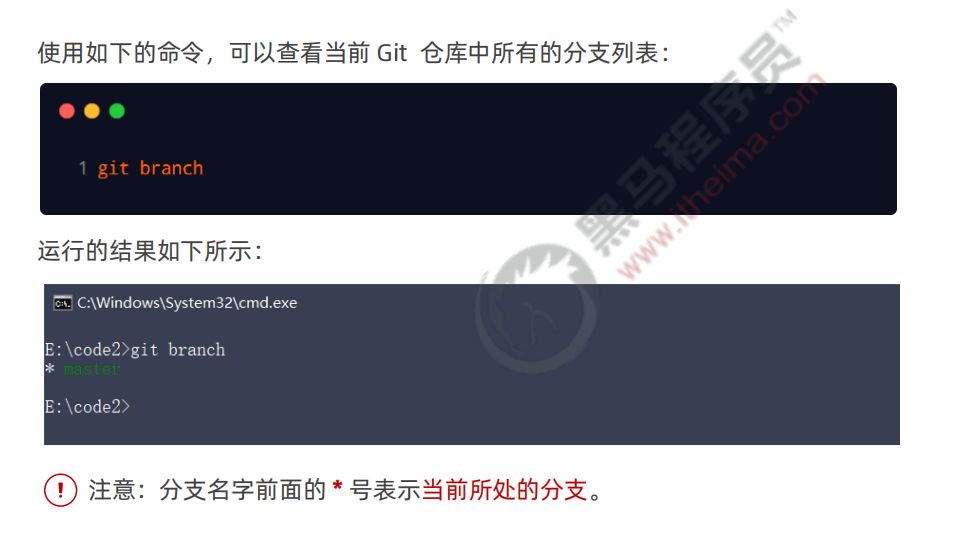 使用如下的命令，可以查看当前 Git 仓库中所有的分支列表：
1 git branch
运行的结果如下所示：
C:\Windows\System32\cmd.exe
E:\code2>git branch
* master
E:\code2>
! 注意：分支名字前面的 * 号表示当前所处的分支。
黑马程序员™
www.itheima.com